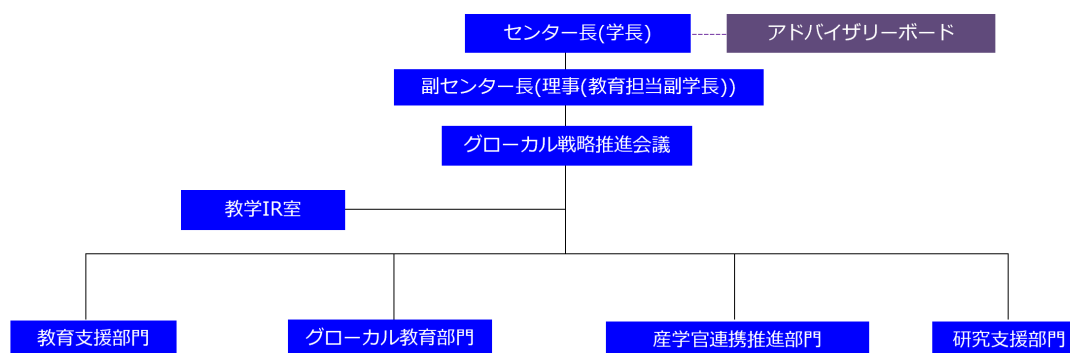 センター長(学長)
アドバイザリーボード
副センター長(理事(教育担当副学長))
グローカル戦略推進会議
教学IR室
教育支援部門
グローカル教育部門
産学官連携推進部門
研究支援部門